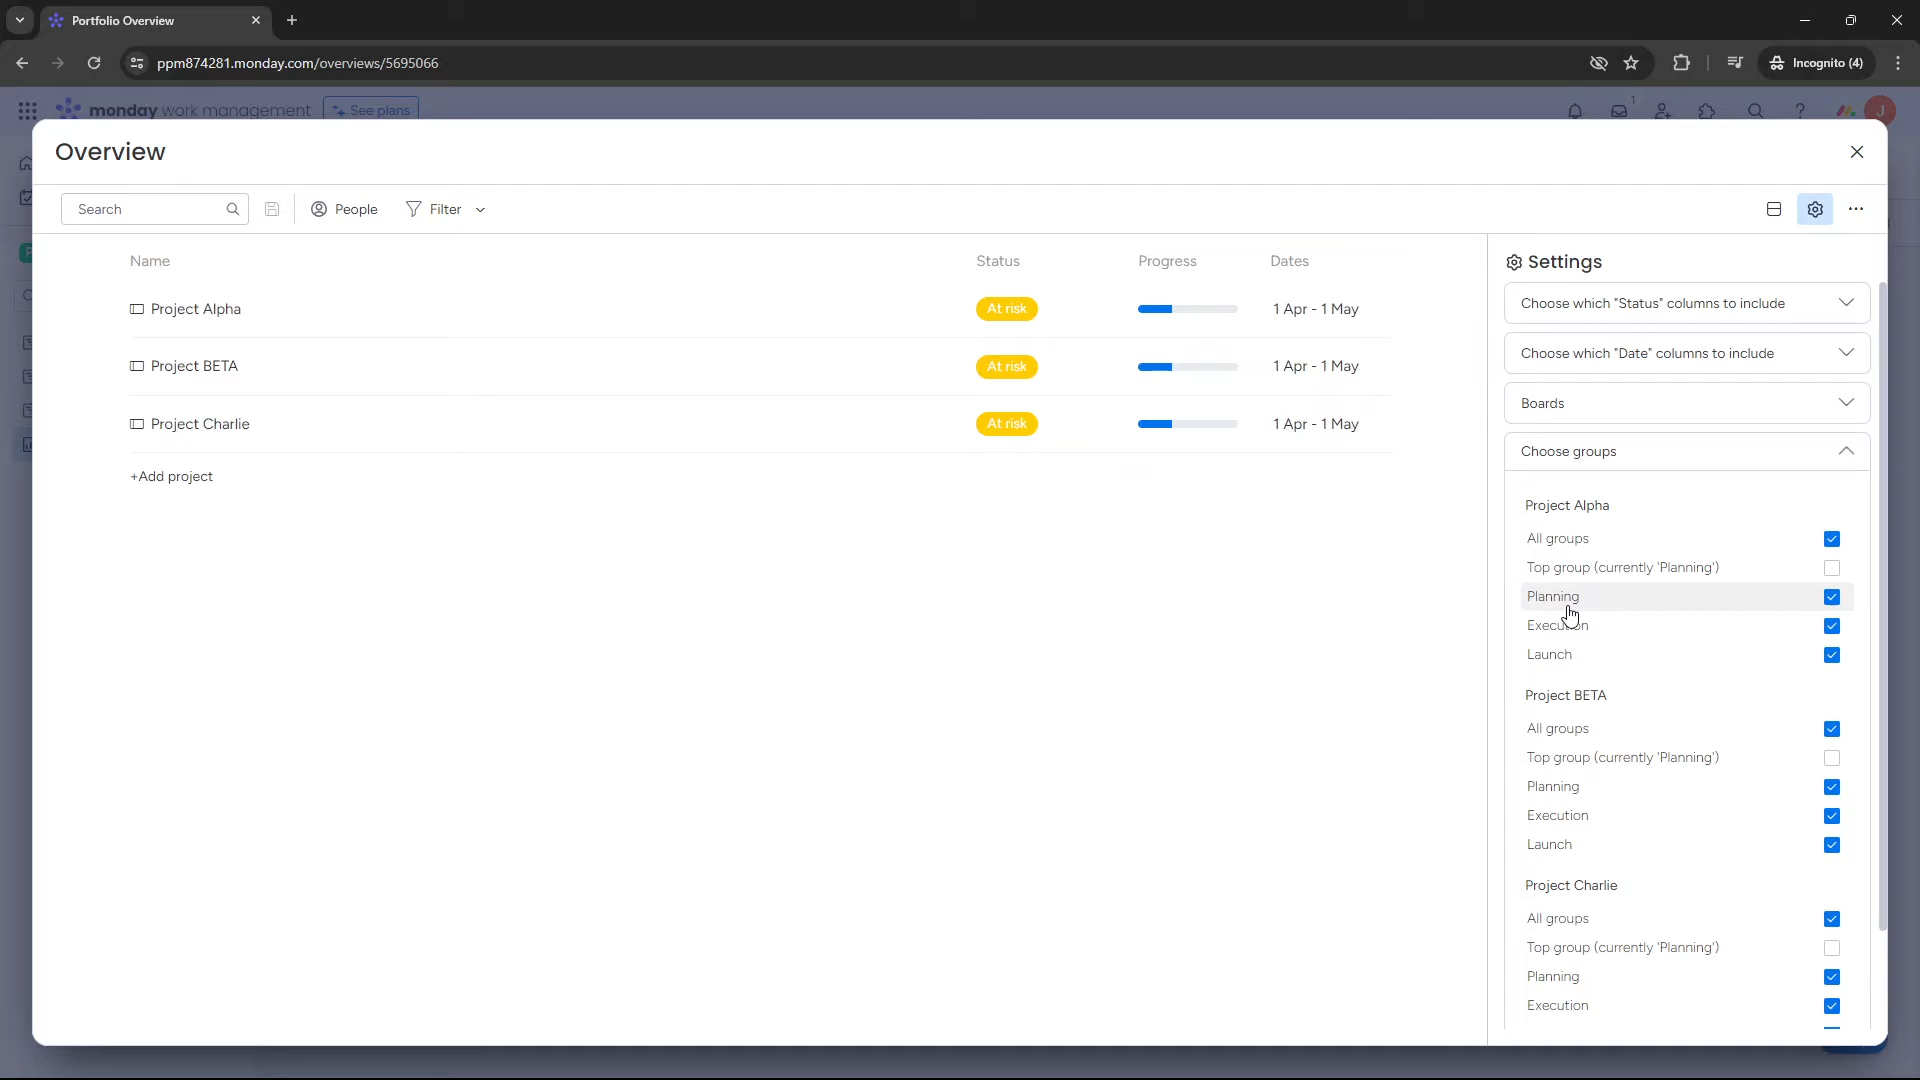 Portfolio Overview
ppm874281.monday.com/overviews/5695066
Incognito (4)
monday work management
See plans
1
J
Overview
Search
People
Filter
Name
Status
Progress
Dates
Project Alpha
At risk
1 Apr - 1 May
Project BETA
At risk
1 Apr - 1 May
Project Charlie
At risk
1 Apr - 1 May
+Add project
Settings
Choose which "Status" columns to include
Choose which "Date" columns to include
Boards
Choose groups
Project Alpha
All groups
Top group (currently 'Planning')
Planning
Execution
Launch
Project BETA
All groups
Top group (currently 'Planning')
Planning
Execution
Launch
Project Charlie
All groups
Top group (currently 'Planning')
Planning
Execution